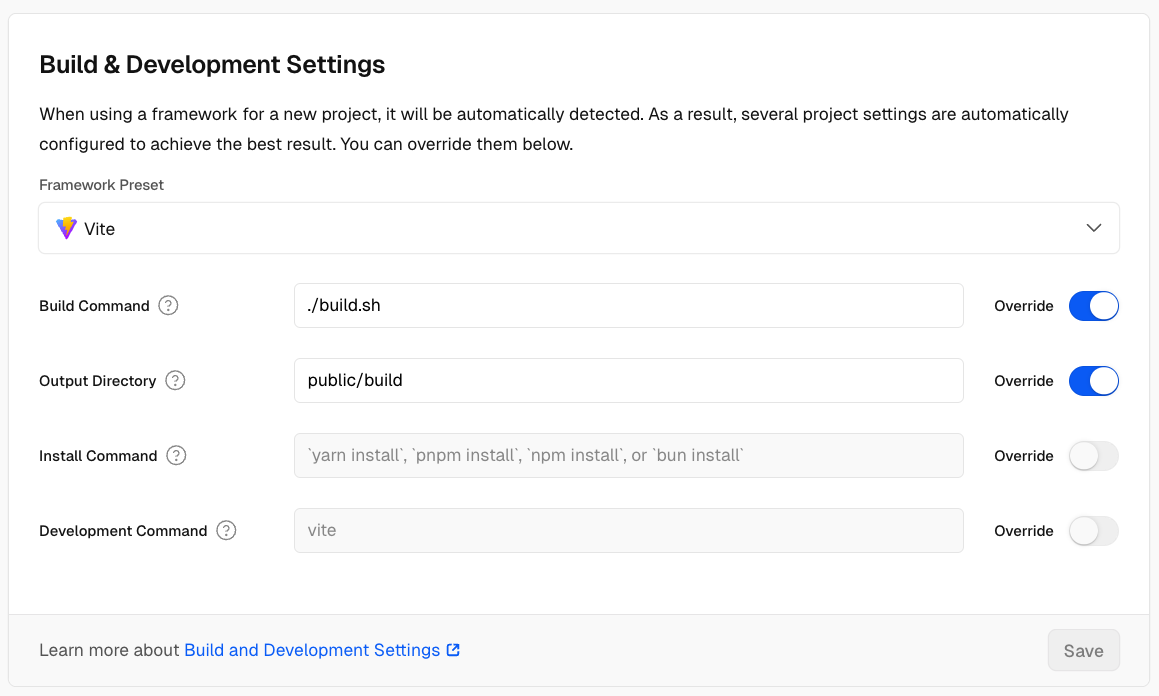 Build & Development Settings
When using a framework for a new project, it will be automatically detected. As a result, several project settings are automatically
configured to achieve the best result. You can override them below.
Framework Preset
Vite
Build Command ?
./build.sh
Override
Output Directory ?
public/build
Override
Install Command ?
`yarn install`, `pnpm install`, `npm install`, or `bun install`
Override
Development Command ?
vite
Override
Learn more about Build and Development Settings
Save